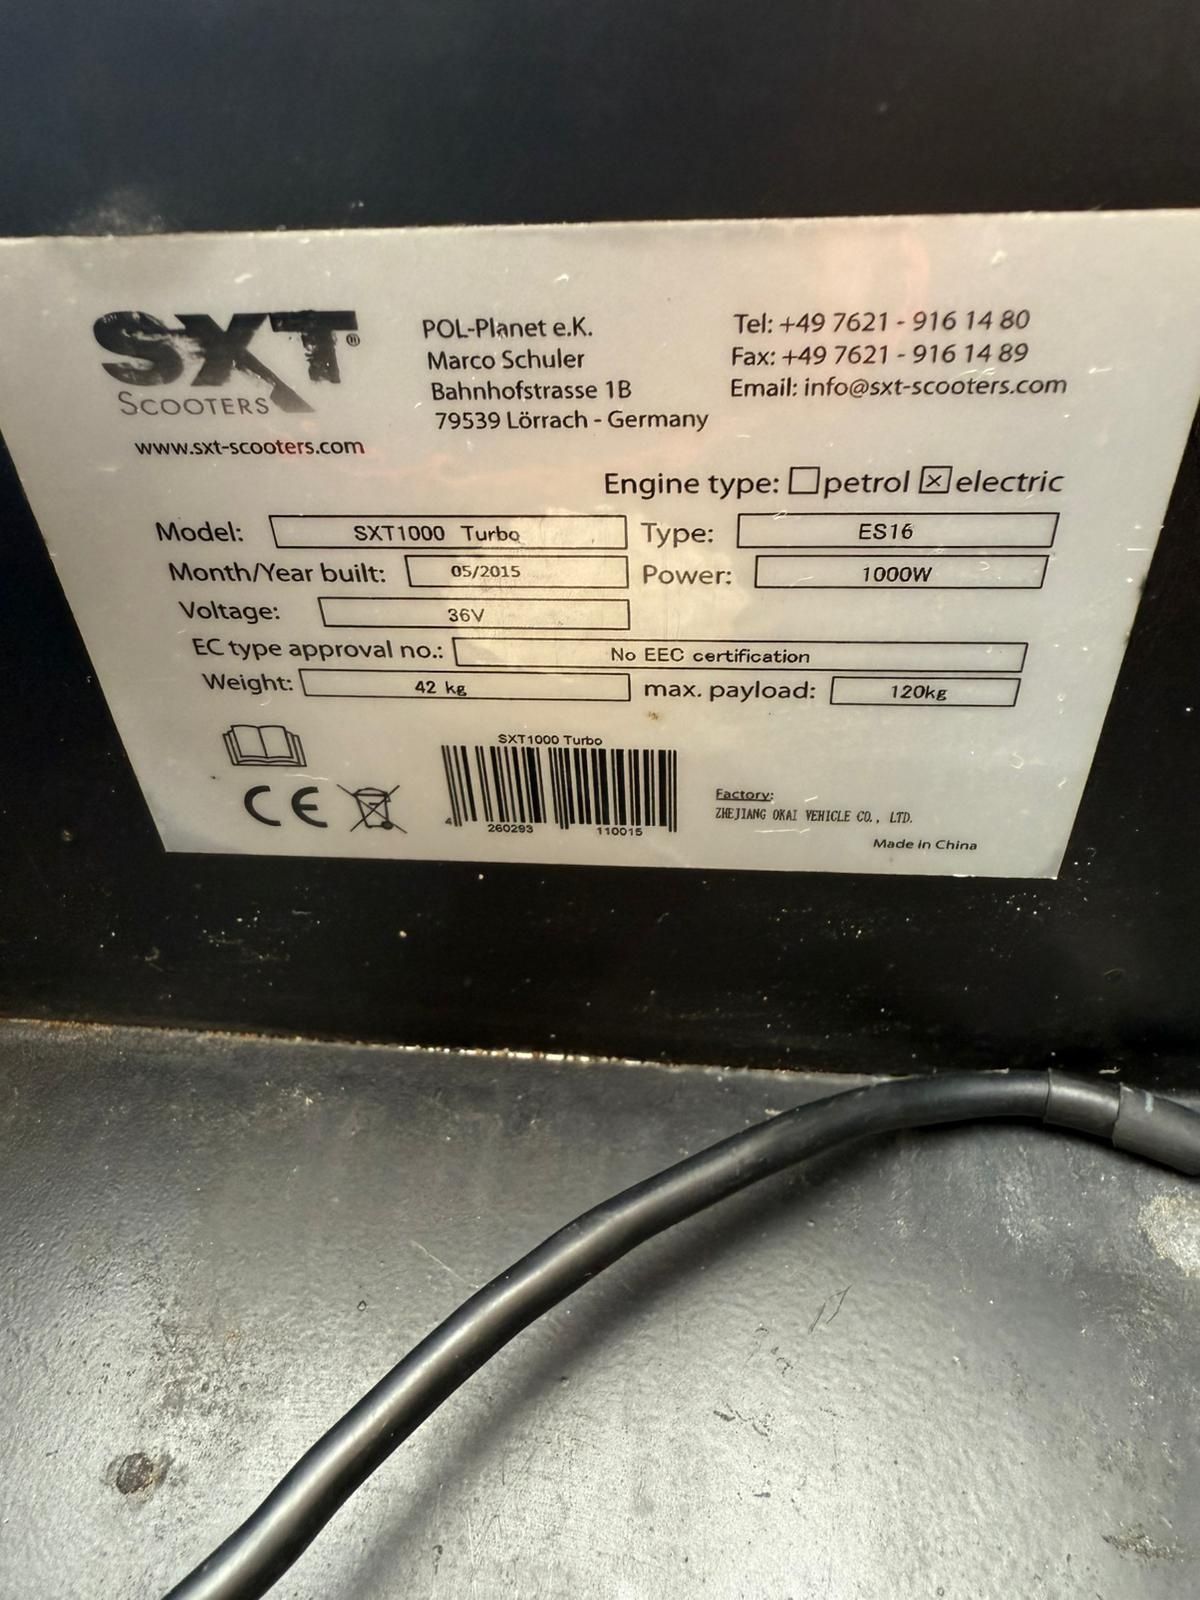 SXT®
SCOOTERS
www.sxt-scooters.com
POL-Planet e.K.
Marco Schuler
Bahnhofstrasse 1B
79539 Lörrach - Germany
Tel: +49 7621 - 916 14 80
Fax: +49 7621 - 916 14 89
Email: info@sxt-scooters.com
Engine type: petrol electric
Model: SXT1000 Turbo Type: ES16
Month/Year built: 05/2015 Power: 1000W
Voltage: 36V
EC type approval no.: No EEC certification
Weight: 42 kg max. payload: 120kg
CE
SXT1000 Turbo
4 260293 110015
Factory:
ZHEJIANG OKAI VEHICLE CO., LTD.
Made in China